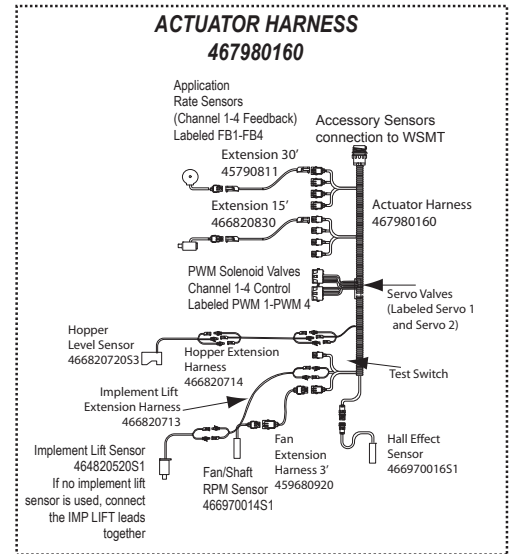 ACTUATOR HARNESS
467980160
Application
Rate Sensors
(Channel 1-4 Feedback)
Labeled FB1-FB4
Accessory Sensors
connection to WSMT
Extension 30'
45790811
Extension 15'
466820830
Actuator Harness
467980160
PWM Solenoid Valves
Channel 1-4 Control
Labeled PWM 1-PWM 4
Servo Valves
(Labeled Servo 1
and Servo 2)
Hopper
Level Sensor
466820720S3
Hopper Extension
Harness
466820714
Test Switch
Implement Lift
Extension Harness
466820713
Implement Lift Sensor
464820520S1
If no implement lift
sensor is used, connect
the IMP LIFT leads
together
Fan/Shaft
RPM Sensor
466970014S1
Fan
Extension
Harness 3'
459680920
Hall Effect
Sensor
466970016S1